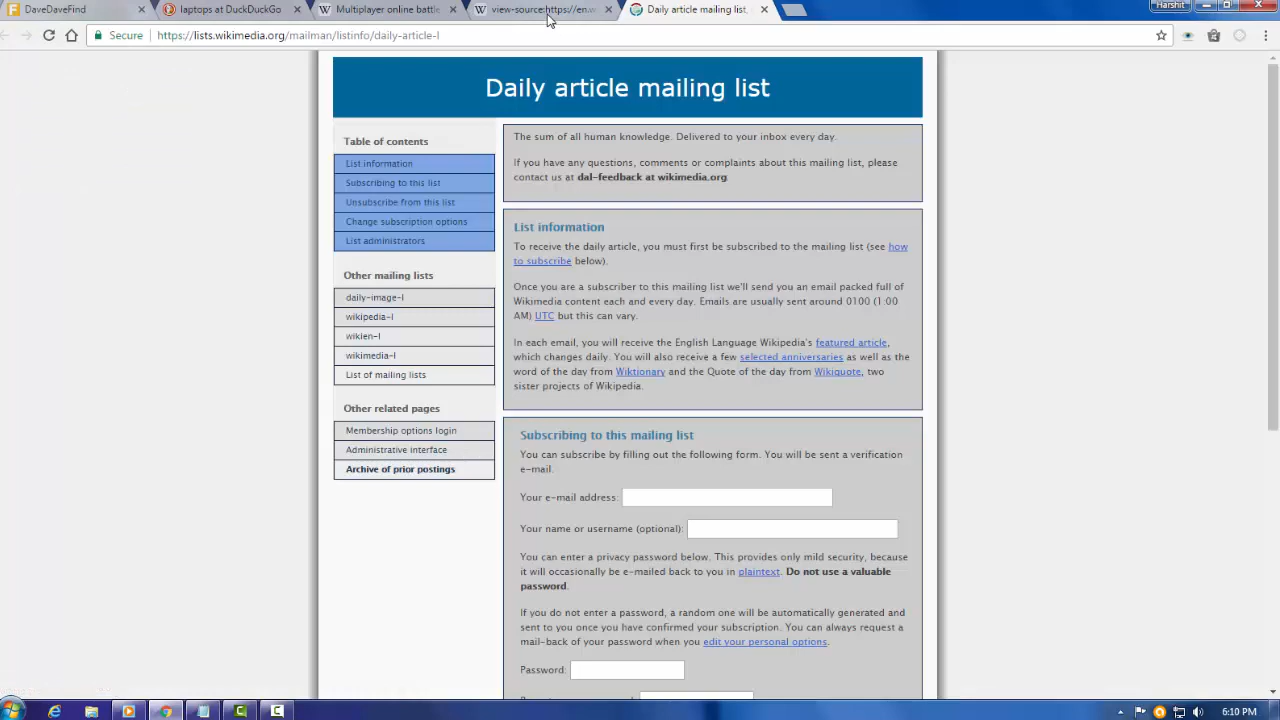 DaveDaveFind
laptops at DuckDuckGo
Multiplayer online battle
view-source:https://en.w
Daily article mailing list,
Harshit
Secure
https://lists.wikimedia.org/mailman/listinfo/daily-article-l
Daily article mailing list
Table of contents
List information
Subscribing to this list
Unsubscribe from this list
Change subscription options
List administrators
Other mailing lists
daily-image-l
wikipedia-l
wikien-l
wikimedia-l
List of mailing lists
Other related pages
Membership options login
Administrative interface
Archive of prior postings
The sum of all human knowledge. Delivered to your inbox every day.
If you have any questions, comments or complaints about this mailing list, please
contact us at dal-feedback at wikimedia.org.
List information
To receive the daily article, you must first be subscribed to the mailing list (see how
to subscribe below).
Once you are a subscriber to this mailing list we'll send you an email packed full of
Wikimedia content each and every day. Emails are usually sent around 0100 (1:00
AM) UTC but this can vary.
In each email, you will receive the English Language Wikipedia's featured article,
which changes daily. You will also receive a few selected anniversaries as well as the
word of the day from Wiktionary and the Quote of the day from Wikiquote, two
sister projects of Wikipedia.
Subscribing to this mailing list
You can subscribe by filling out the following form. You will be sent a verification
e-mail.
Your e-mail address:
Your name or username (optional):
You can enter a privacy password below. This provides only mild security, because
it will occasionally be e-mailed back to you in plaintext. Do not use a valuable
password.
If you do not enter a password, a random one will be automatically generated and
sent to you once you have confirmed your subscription. You can always request a
mail-back of your password when you edit your personal options.
Password:
6:10 PM